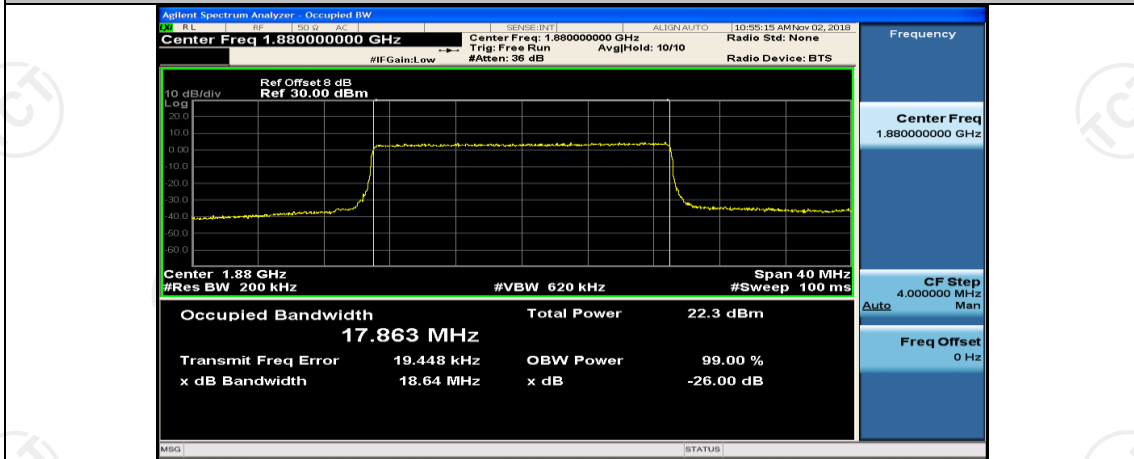 Agilent Spectrum Analyzer - Occupied BW
LXI RL RF 50 Ω AC SENSE:INT ALIGN AUTO 10:55:15 AM Nov 02, 2018
Center Freq 1.880000000 GHz
Center Freq: 1.880000000 GHz
Radio Std: None
Trig: Free Run Avg|Hold: 10/10
#IFGain:Low #Atten: 36 dB Radio Device: BTS
Frequency
Ref Offset 8 dB
10 dB/div Ref 30.00 dBm
Log
20.0
10.0
0.00
-10.0
-20.0
-30.0
-40.0
-50.0
-60.0
Center 1.88 GHz Span 40 MHz
#Res BW 200 kHz #VBW 620 kHz #Sweep 100 ms
Occupied Bandwidth Total Power 22.3 dBm
17.863 MHz
Transmit Freq Error 19.448 kHz OBW Power 99.00 %
x dB Bandwidth 18.64 MHz x dB -26.00 dB
Center Freq
1.880000000 GHz
CF Step
4.000000 MHz
Auto Man
Freq Offset
0 Hz
MSG STATUS
TCT
TCT